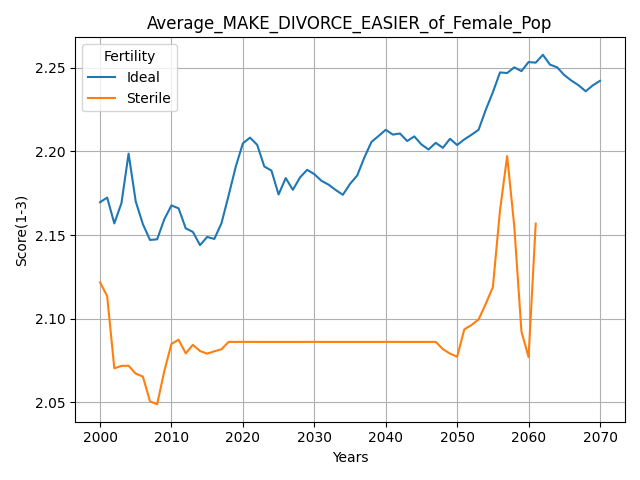 Average_MAKE_DIVORCE_EASIER_of_Female_Pop
Fertility
Ideal
Sterile
Score(1-3)
2.25
2.20
2.15
2.10
2.05
2000 2010 2020 2030 2040 2050 2060 2070
Years